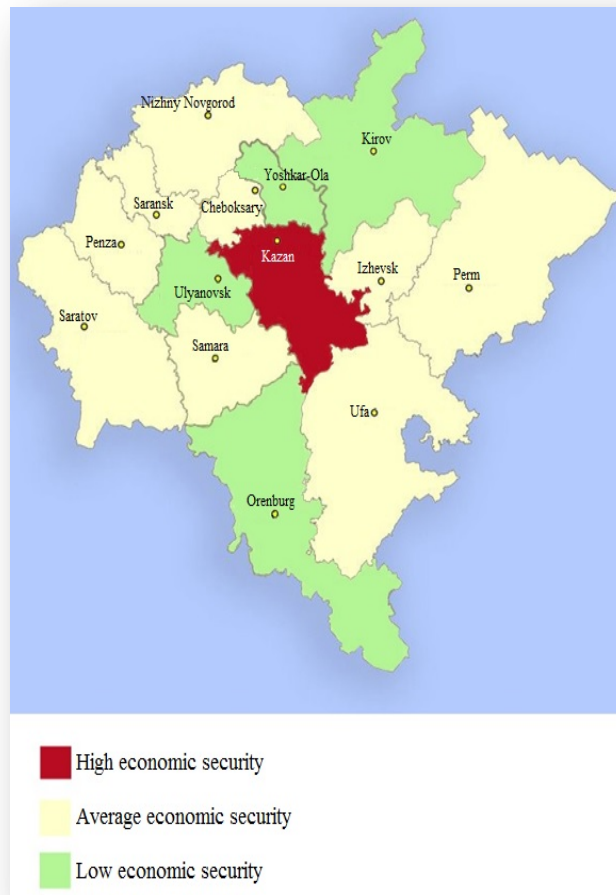 Nizhny Novgorod
Kirov
Yoshkar-Ola
Saransk
Cheboksary
Penza
Kazan
Izhevsk
Perm
Ulyanovsk
Saratov
Samara
Ufa
Orenburg
High economic security
Average economic security
Low economic security